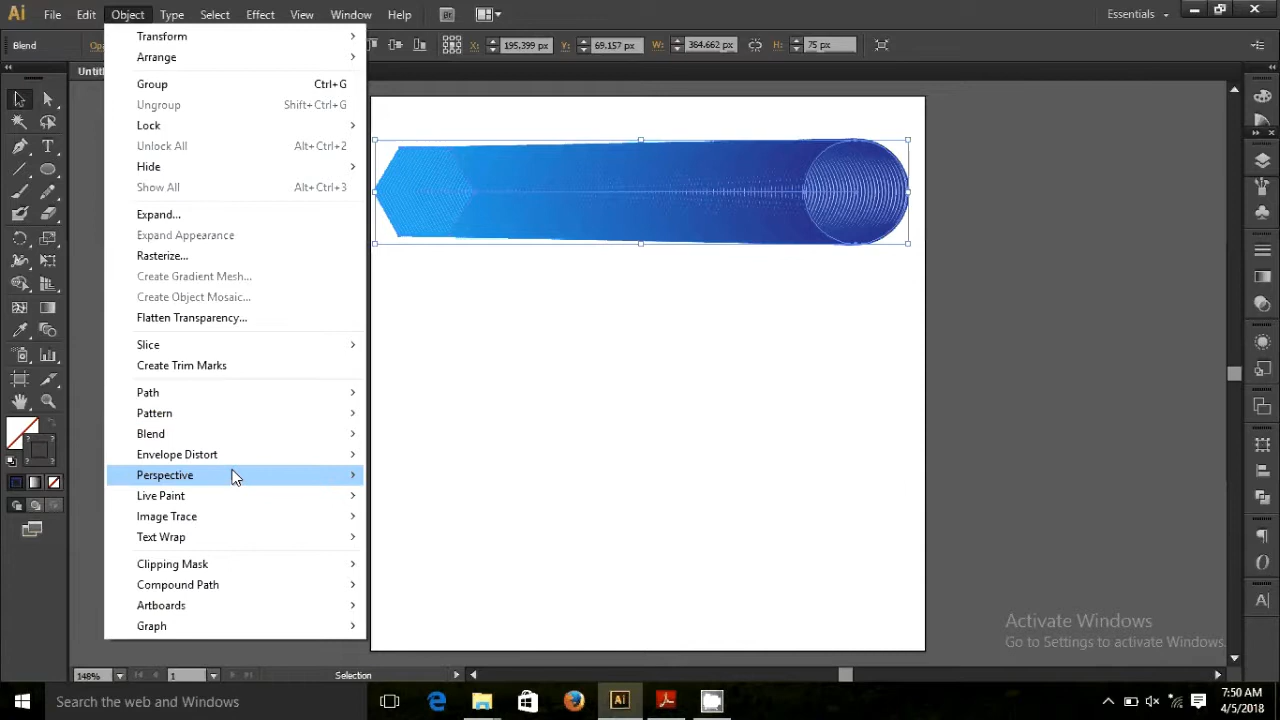 Ai File Edit Object Type Select Effect View Window Help Br Essentials
Blend Opa X: 195.399 px Y: 69.157 px W: 384.662 px H: 75 px
Untitl
Transform
Arrange
Group Ctrl+G
Ungroup Shift+Ctrl+G
Lock
Unlock All Alt+Ctrl+2
Hide
Show All Alt+Ctrl+3
Expand...
Expand Appearance
Rasterize...
Create Gradient Mesh...
Create Object Mosaic...
Flatten Transparency...
Slice
Create Trim Marks
Path
Pattern
Blend
Envelope Distort
Perspective
Live Paint
Image Trace
Text Wrap
Clipping Mask
Compound Path
Artboards
Graph
Activate Windows
Go to Settings to activate Windows.
148% 1 Selection
Search the web and Windows
Ai
7:50 AM
4/5/2018